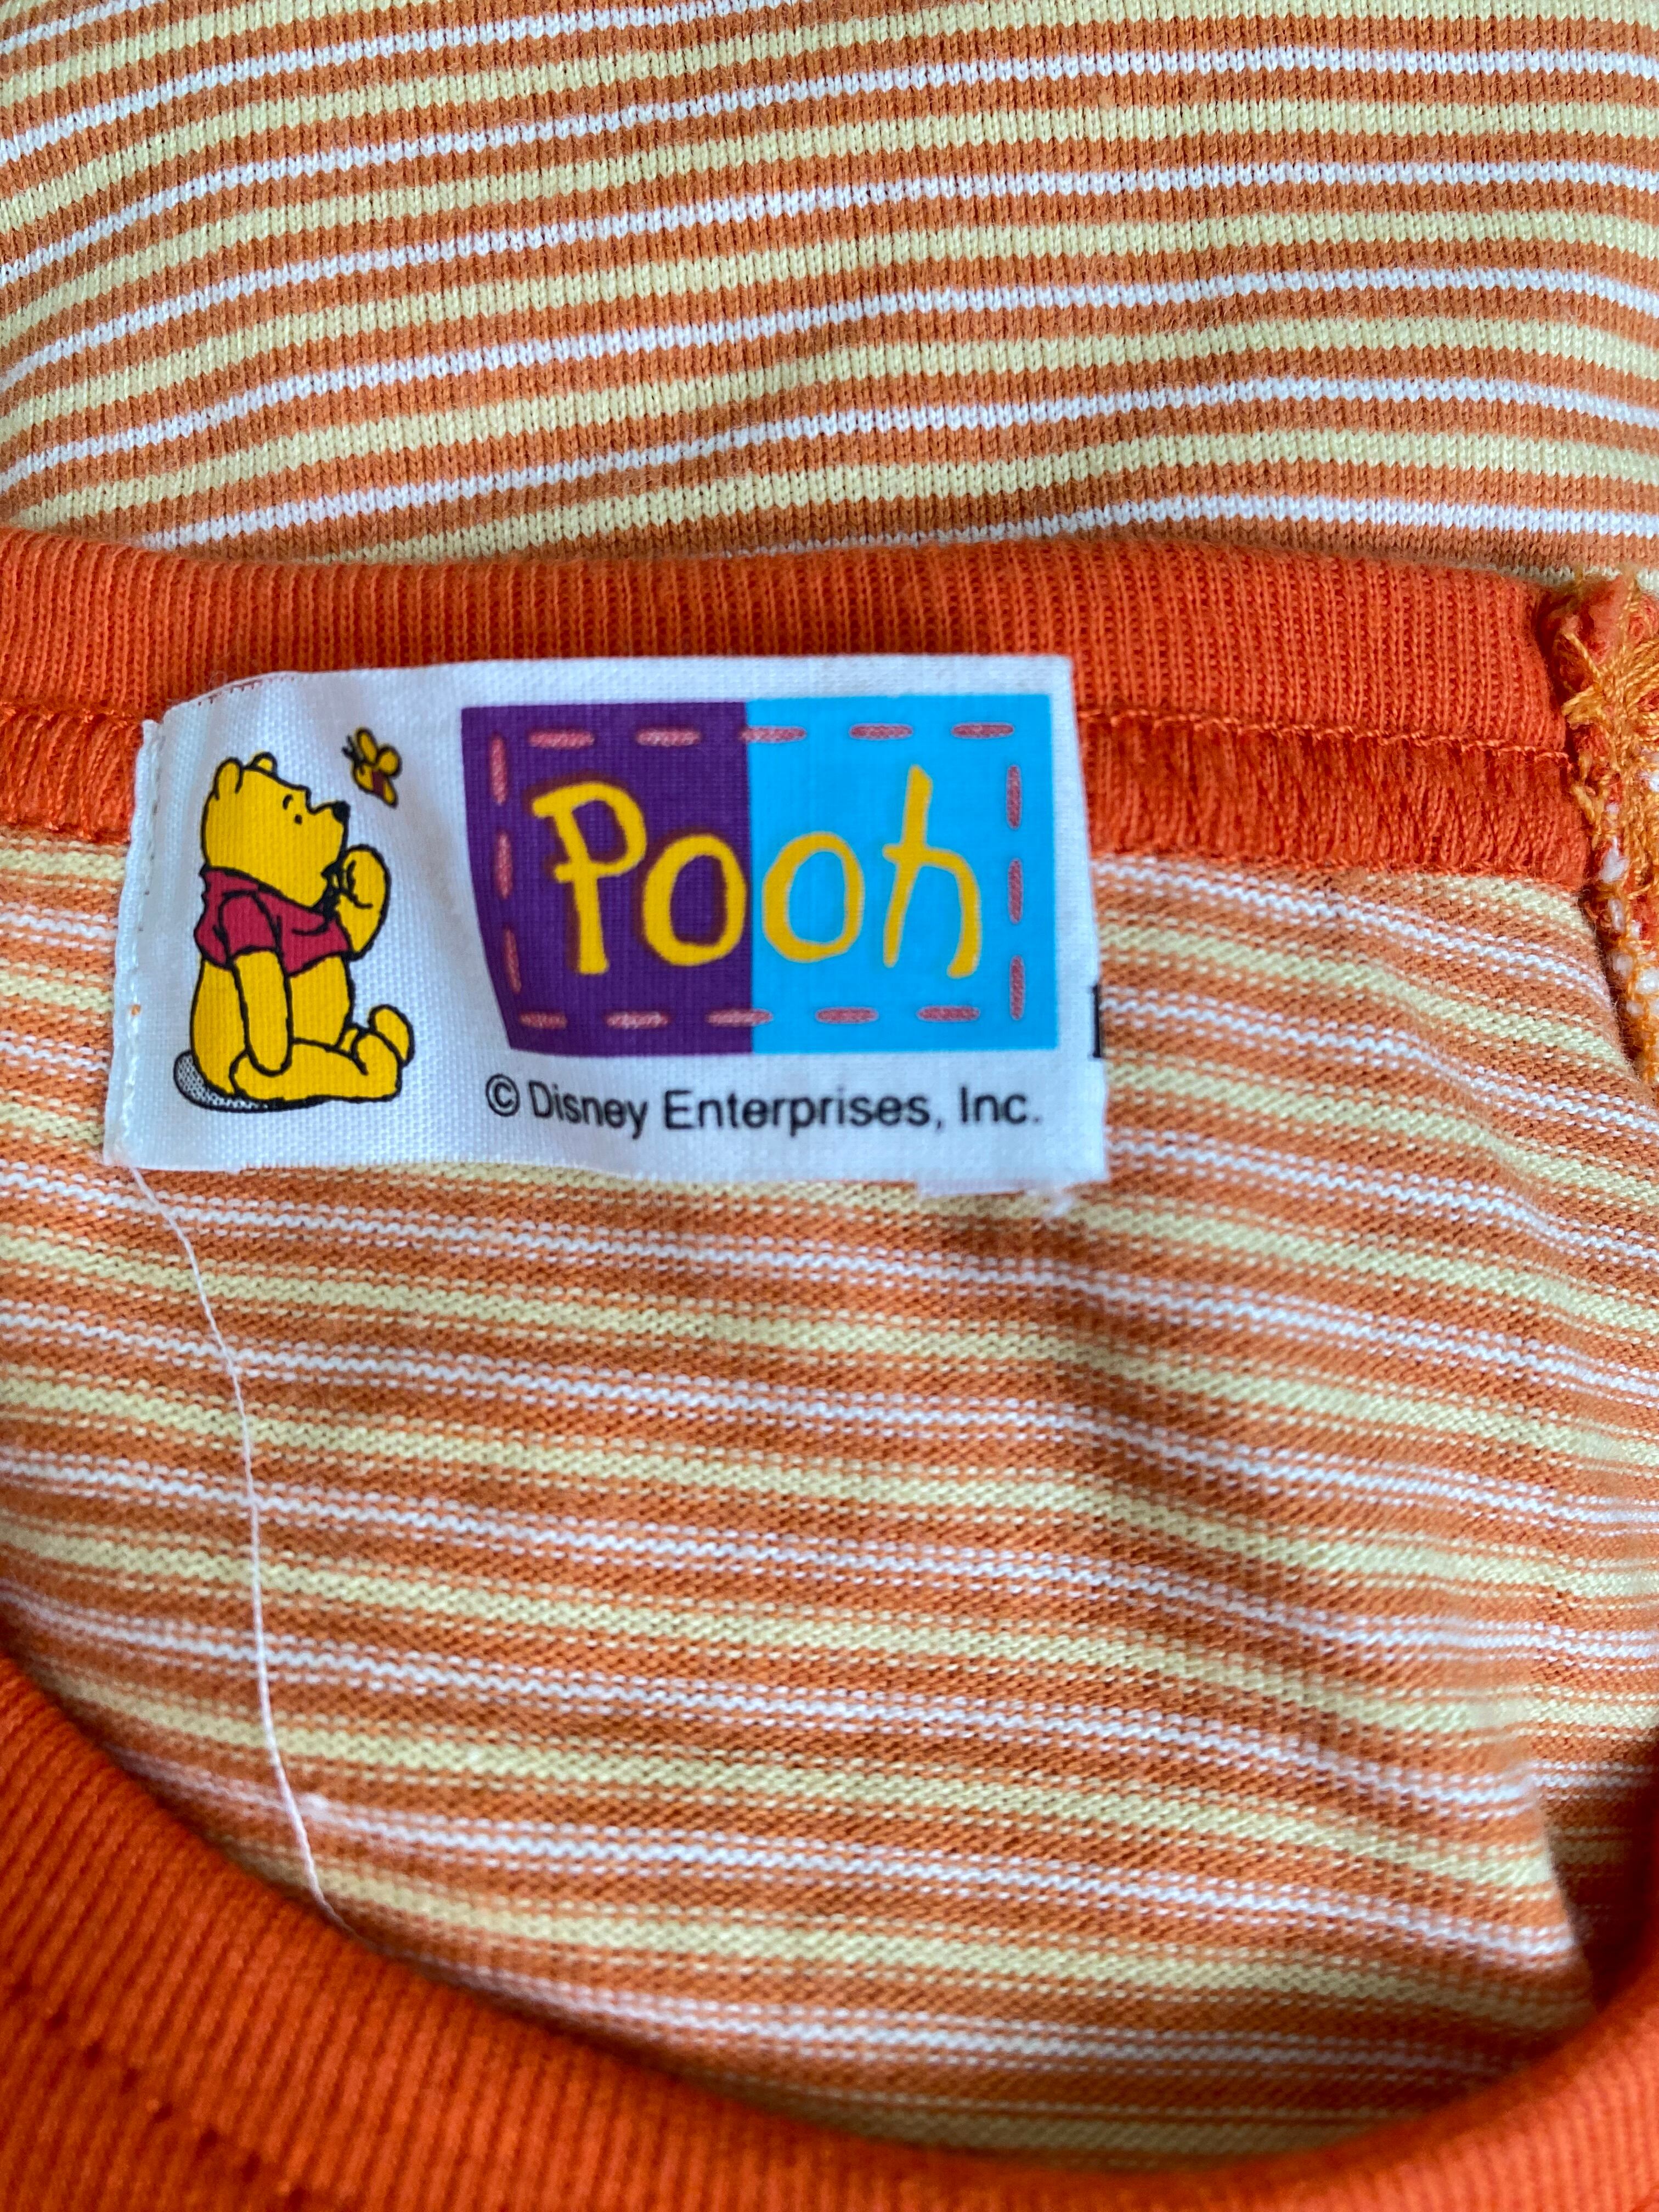 Pooh
© Disney Enterprises, Inc.